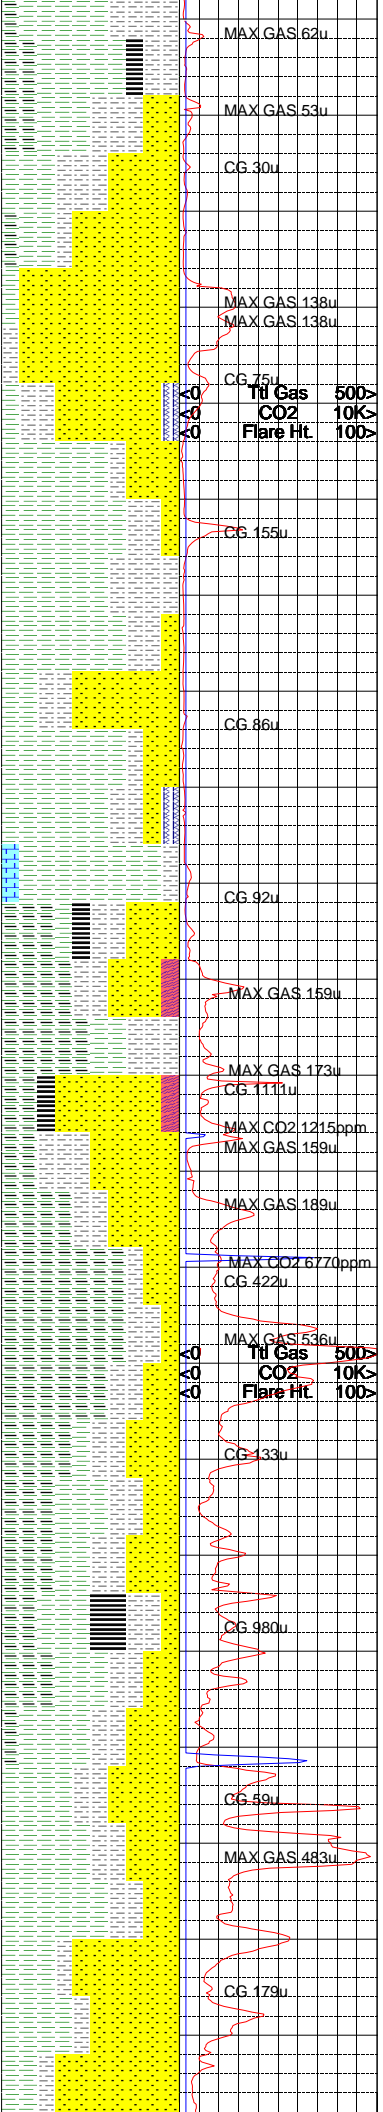 MAX GAS 62u
MAX GAS 53u
CG 30u
MAX GAS 138u
MAX GAS 138u
CG 75u
<0 Ttl Gas 500>
<0 CO2 10K>
<0 Flare Ht. 100>
CG 155u
CG 86u
CG 92u
MAX GAS 159u
MAX GAS 173u
CG 1111u
MAX CO2 1215ppm
MAX GAS 159u
MAX GAS 189u
MAX CO2 6770ppm
CG 422u
MAX GAS 536u
<0 Ttl Gas 500>
<0 CO2 10K>
<0 Flare Ht. 100>
CG 133u
CG 980u
CG 59u
MAX GAS 483u
CG 179u